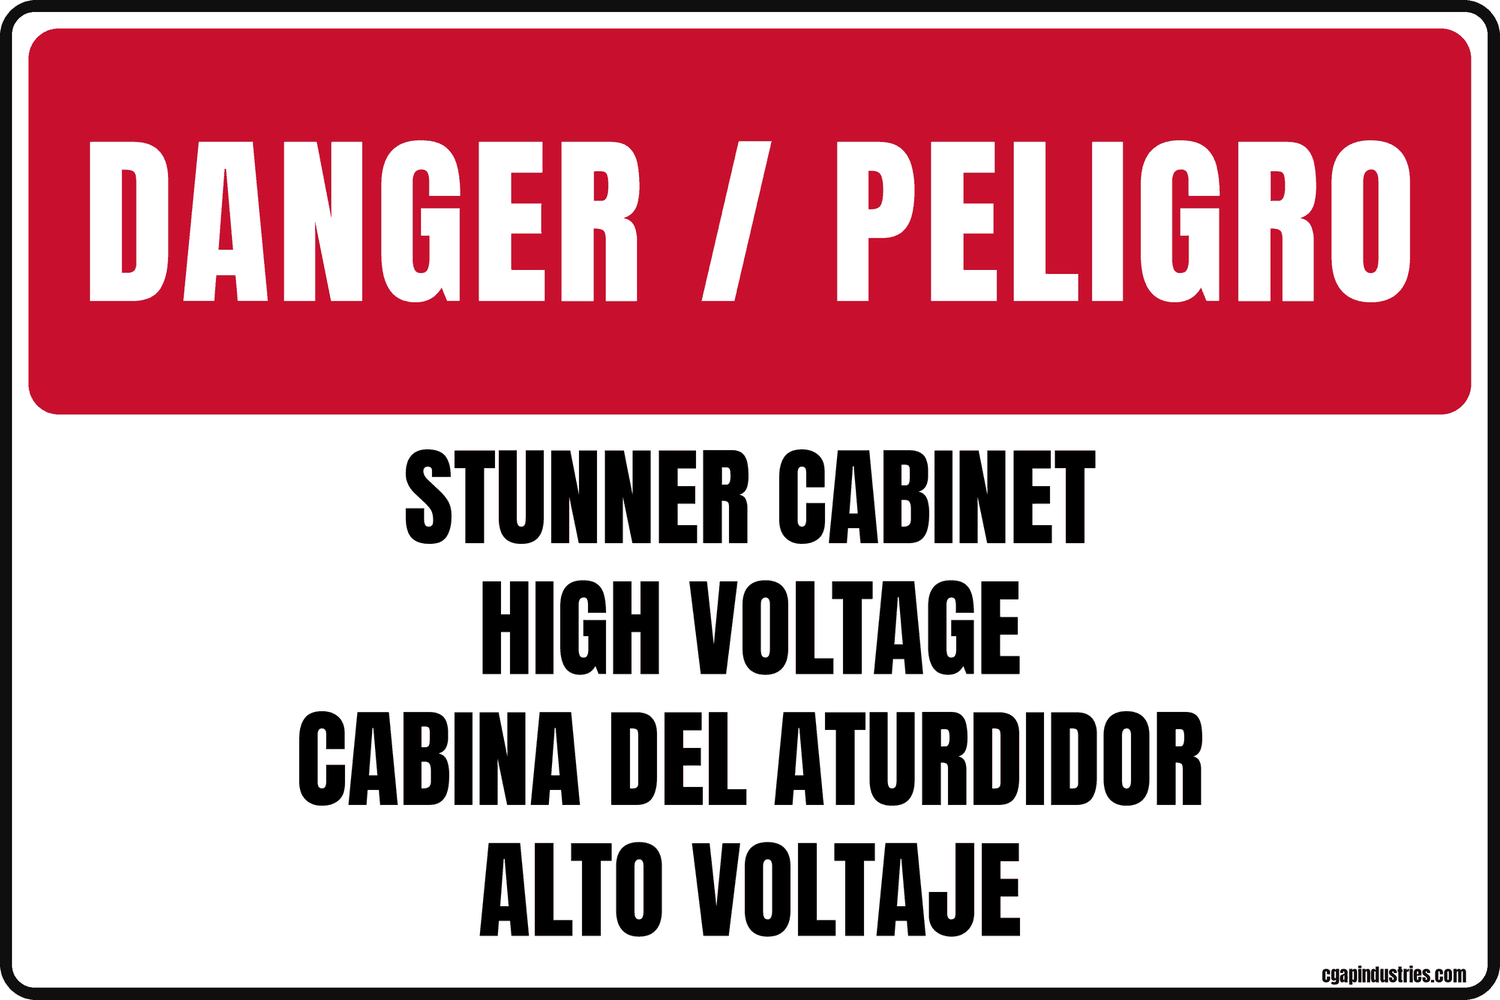 DANGER / PELIGRO
STUNNER CABINET
HIGH VOLTAGE
CABINA DEL ATURDIDOR
ALTO VOLTAJE
cgapindustries.com